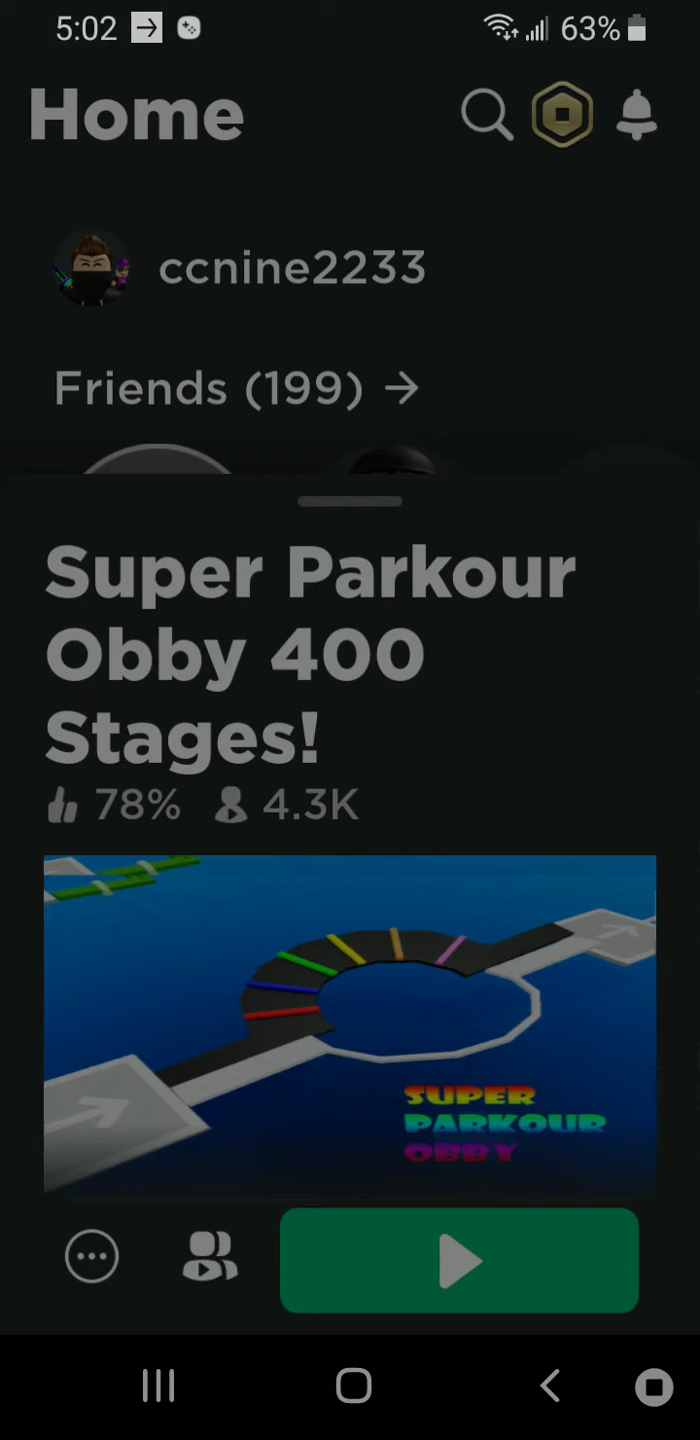 5:02 63%
Home
ccnine2233
Friends (199) →
Super Parkour
Obby 400
Stages!
78% 4.3K
SUPER
PARKOUR
OBBY